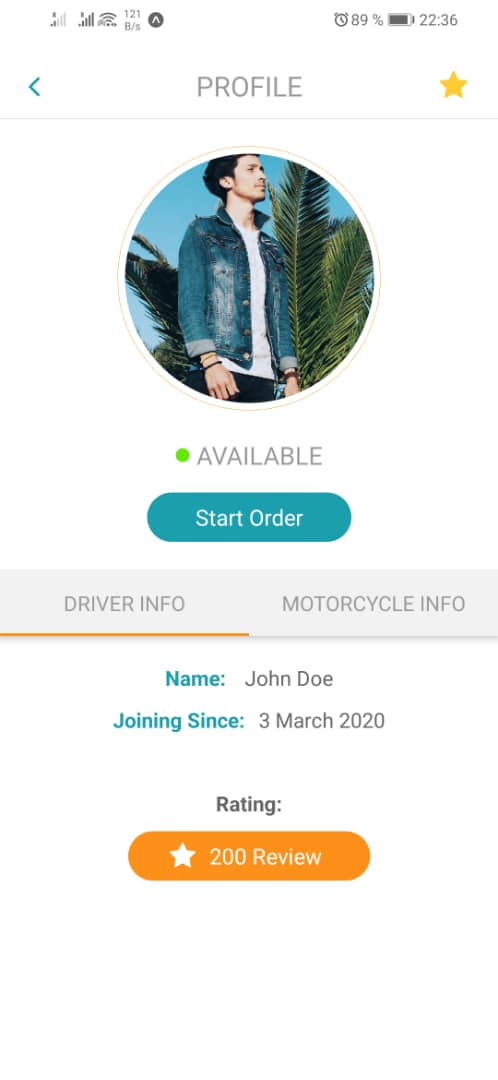 121
B/s
89 %
22:36
PROFILE
AVAILABLE
Start Order
DRIVER INFO
MOTORCYCLE INFO
Name: John Doe
Joining Since: 3 March 2020
Rating:
200 Review